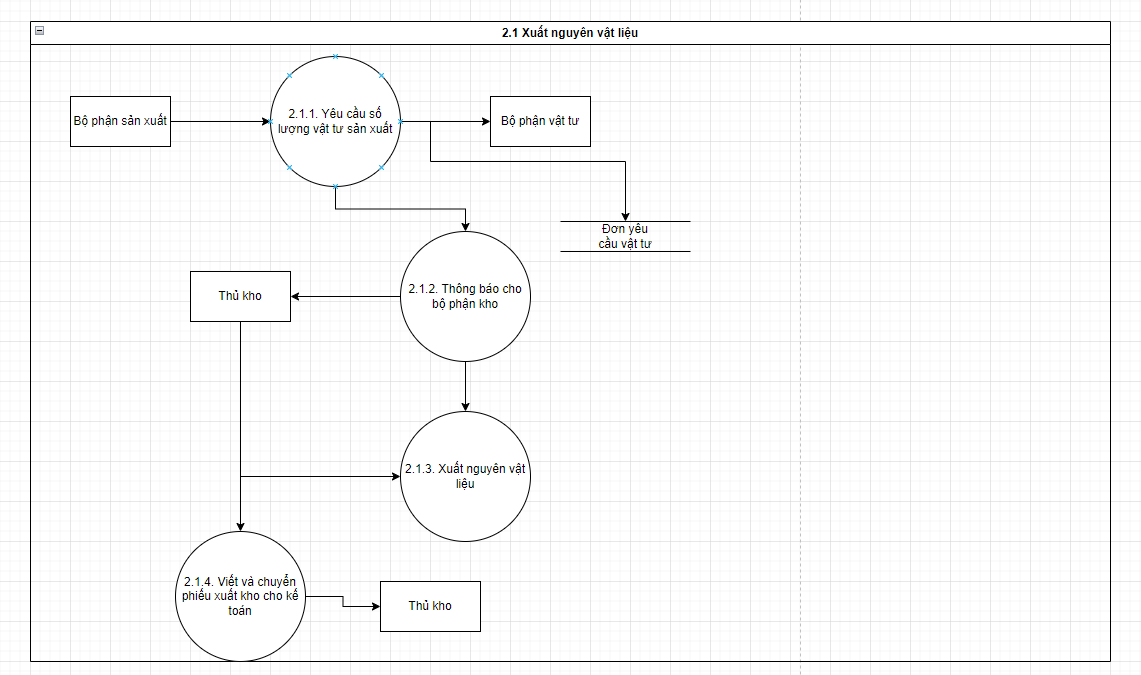 2.1 Xuất nguyên vật liệu
Bộ phận sản xuất
2.1.1. Yêu cầu số
lượng vật tư sản xuất
Bộ phận vật tư
Đơn yêu
cầu vật tư
2.1.2. Thông báo cho
bộ phận kho
Thủ kho
2.1.3. Xuất nguyên vật
liệu
2.1.4. Viết và chuyển
phiếu xuất kho cho kế
toán
Thủ kho